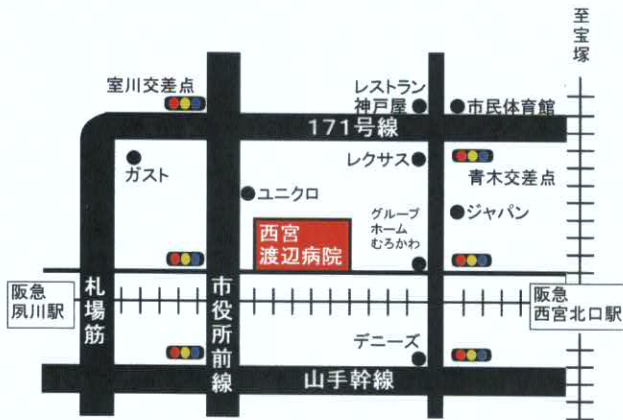 至宝塚
室川交差点
レストラン
神戸屋
市民体育館
171号線
ガスト
レクサス
青木交差点
ユニクロ
ジャパン
グループ
ホーム
むろかわ
西宮
渡辺病院
阪急
夙川駅
札場筋
市役所前線
阪急
西宮北口駅
デニーズ
山手幹線